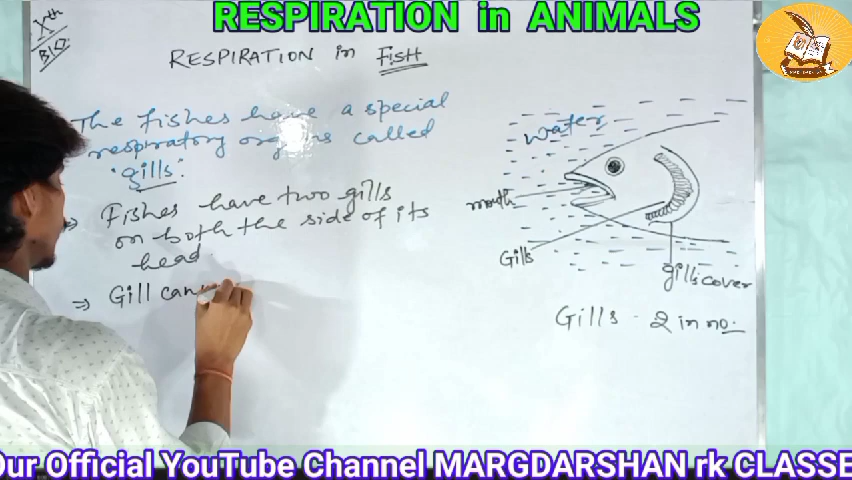 RESPIRATION in ANIMALS
Xth
BIO
RESPIRATION in FISH
The fishes have a special
respiratory organs called
"gills".
⇒ Fishes have two gills
on both the side of its
head.
⇒ Gill can
water
mouth
Gills
gills cover
Gills - 2 in no.
Our Official YouTube Channel MARGDARSHAN rk CLASSE